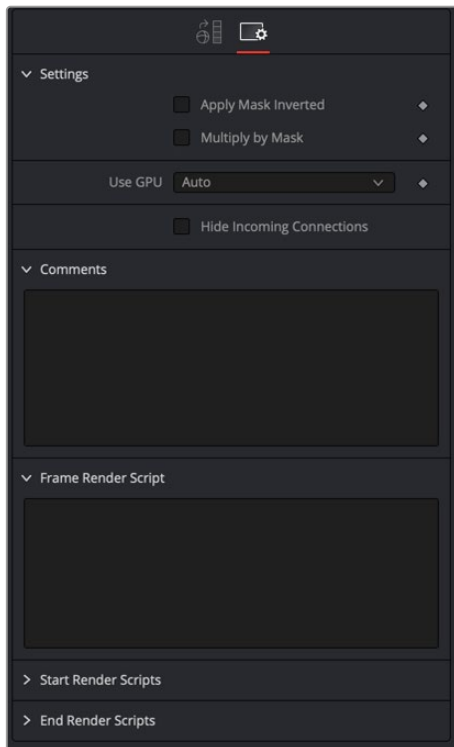 Settings
Apply Mask Inverted
Multiply by Mask
Use GPU Auto
Hide Incoming Connections
Comments
Frame Render Script
Start Render Scripts
End Render Scripts